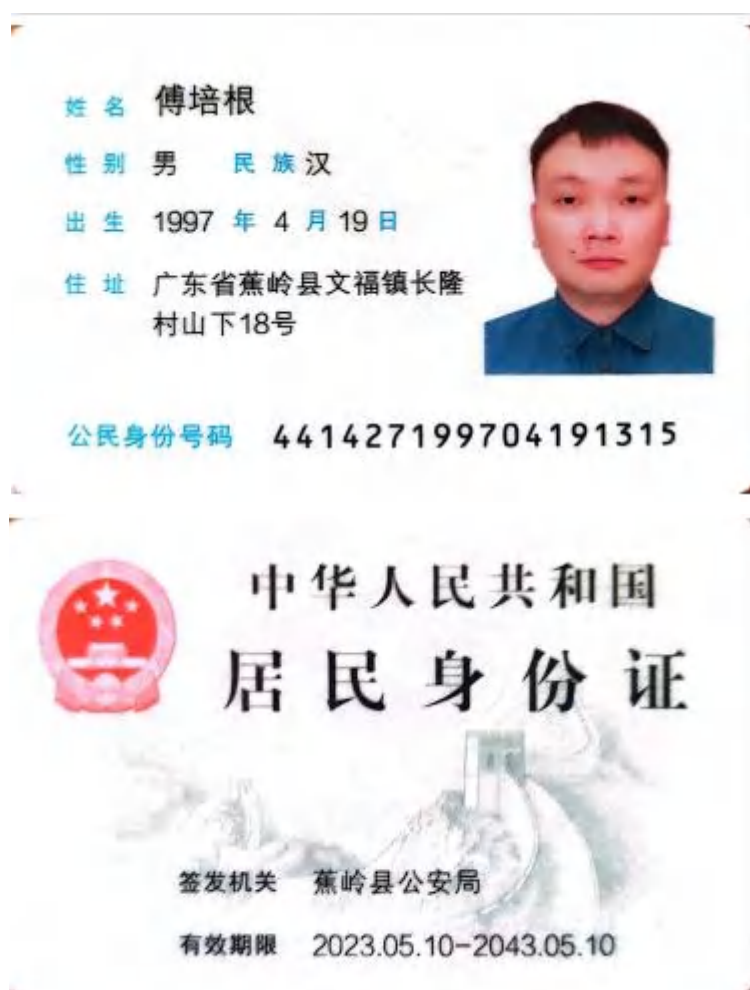 姓名 傅培根
性别 男 民族 汉
出生 1997 年 4 月 19 日
住址 广东省蕉岭县文福镇长隆
村山下18号
公民身份号码 441427199704191315
中华人民共和国
居民身份证
签发机关 蕉岭县公安局
有效期限 2023.05.10-2043.05.10